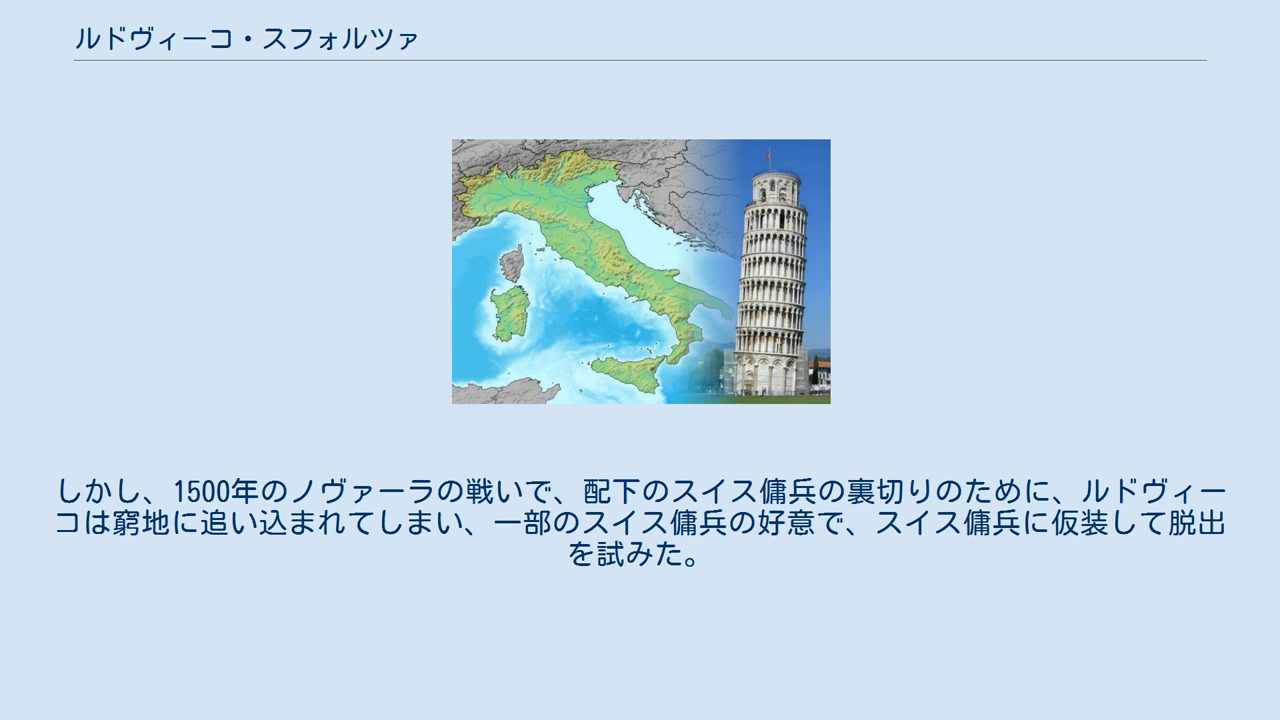 ルドヴィーコ・スフォルツァ
しかし、1500年のノヴァーラの戦いで、配下のスイス傭兵の裏切りのために、ルドヴィー
コは窮地に追い込まれてしまい、一部のスイス傭兵の好意で、スイス傭兵に仮装して脱出
を試みた。